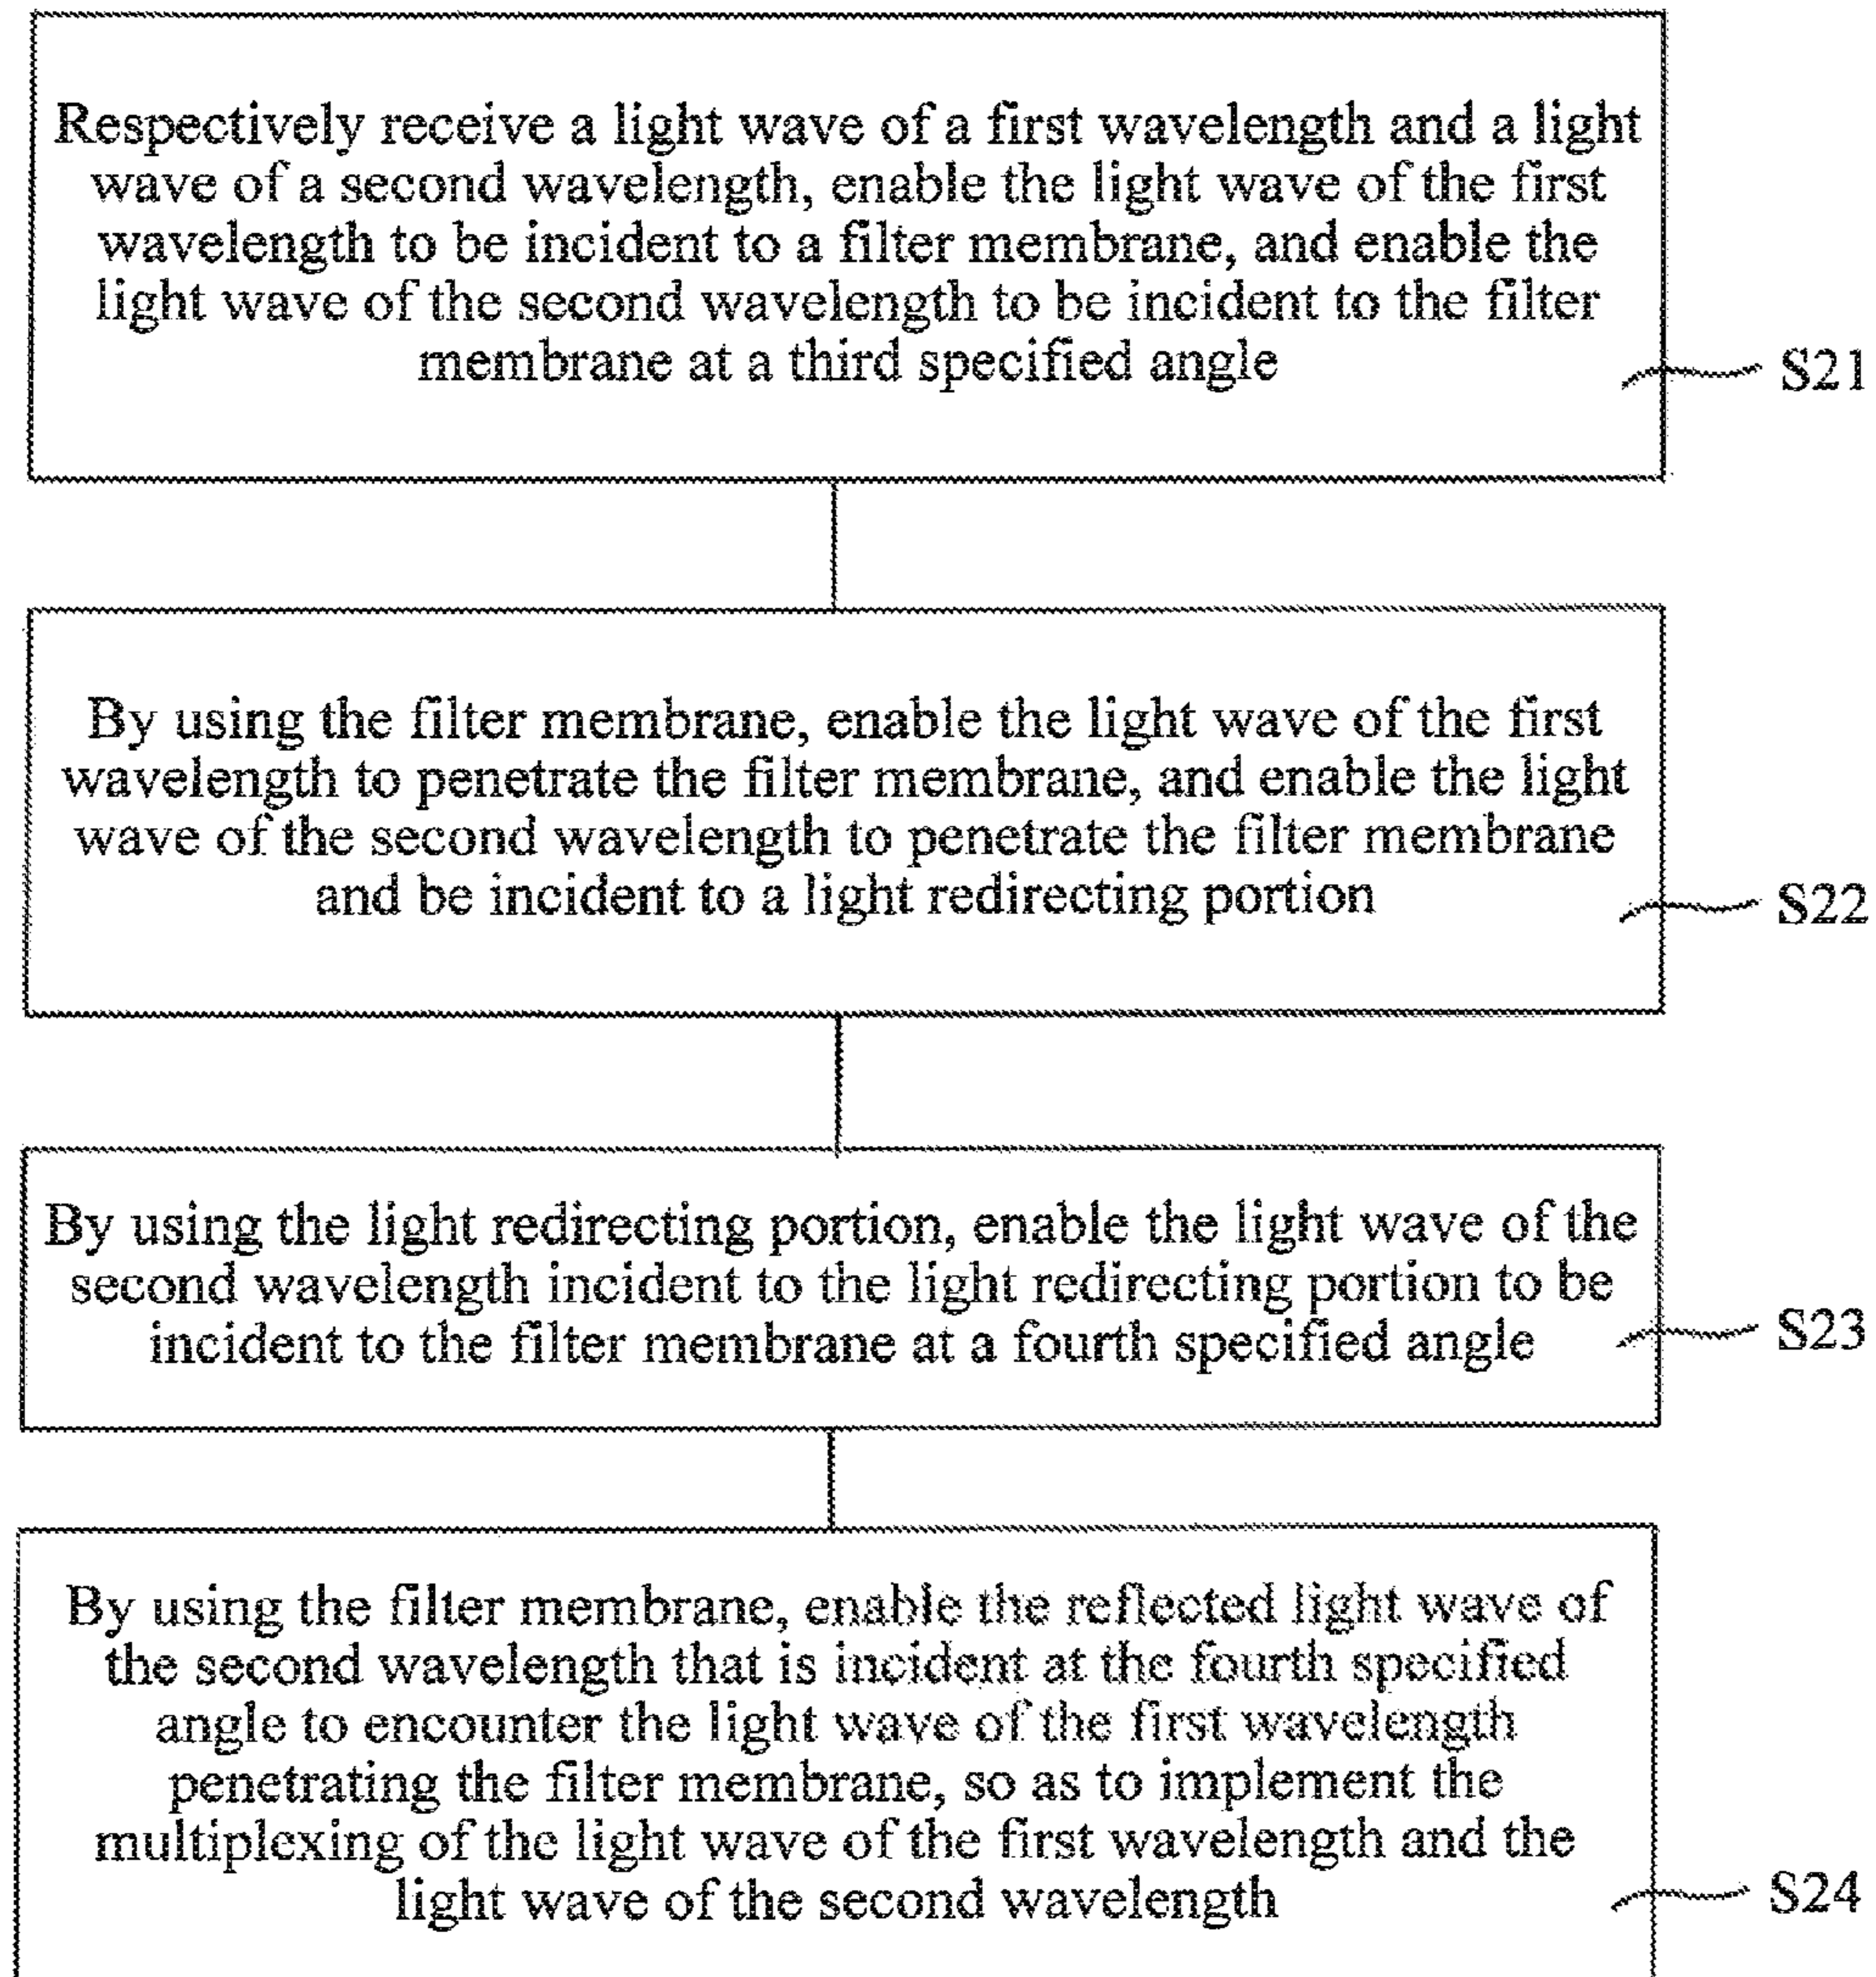 Respectively receive a light wave of a first wavelength and a light
wave of a second wavelength, enable the light wave of the first
wavelength to be incident to a filter membrane, and enable the
light wave of the second wavelength to be incident to the filter
membrane at a third specified angle
S21
By using the filter membrane, enable the light wave of the first
wavelength to penetrate the filter membrane, and enable the light
wave of the second wavelength to penetrate the filter membrane
and be incident to a light redirecting portion
S22
By using the light redirecting portion, enable the light wave of the
second wavelength incident to the light redirecting portion to be
incident to the filter membrane at a fourth specified angle
S23
By using the filter membrane, enable the reflected light wave of
the second wavelength that is incident at the fourth specified
angle to encounter the light wave of the first wavelength
penetrating the filter membrane, so as to implement the
multiplexing of the light wave of the first wavelength and the
light wave of the second wavelength
S24